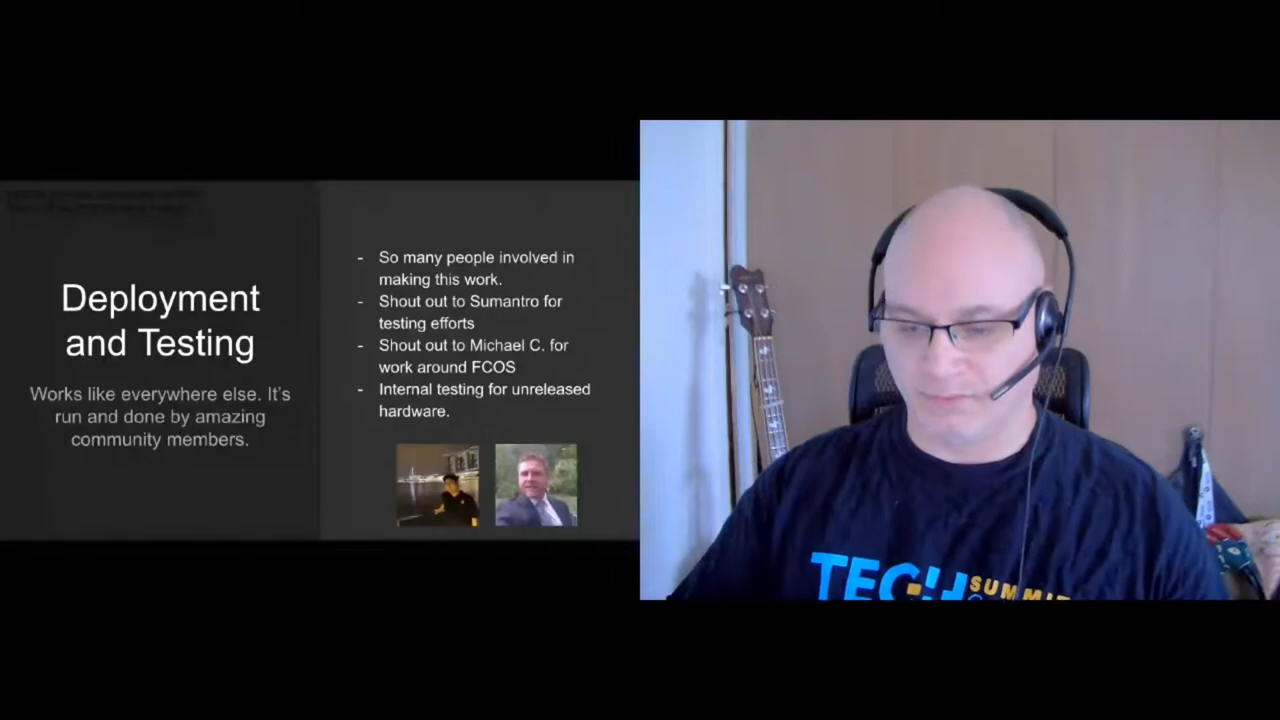 Deployment
and Testing
Works like everywhere else. It's
run and done by amazing
community members.
- So many people involved in
making this work.
- Shout out to Sumantro for
testing efforts
- Shout out to Michael C. for
work around FCOS
- Internal testing for unreleased
hardware.
TECH SUMMIT